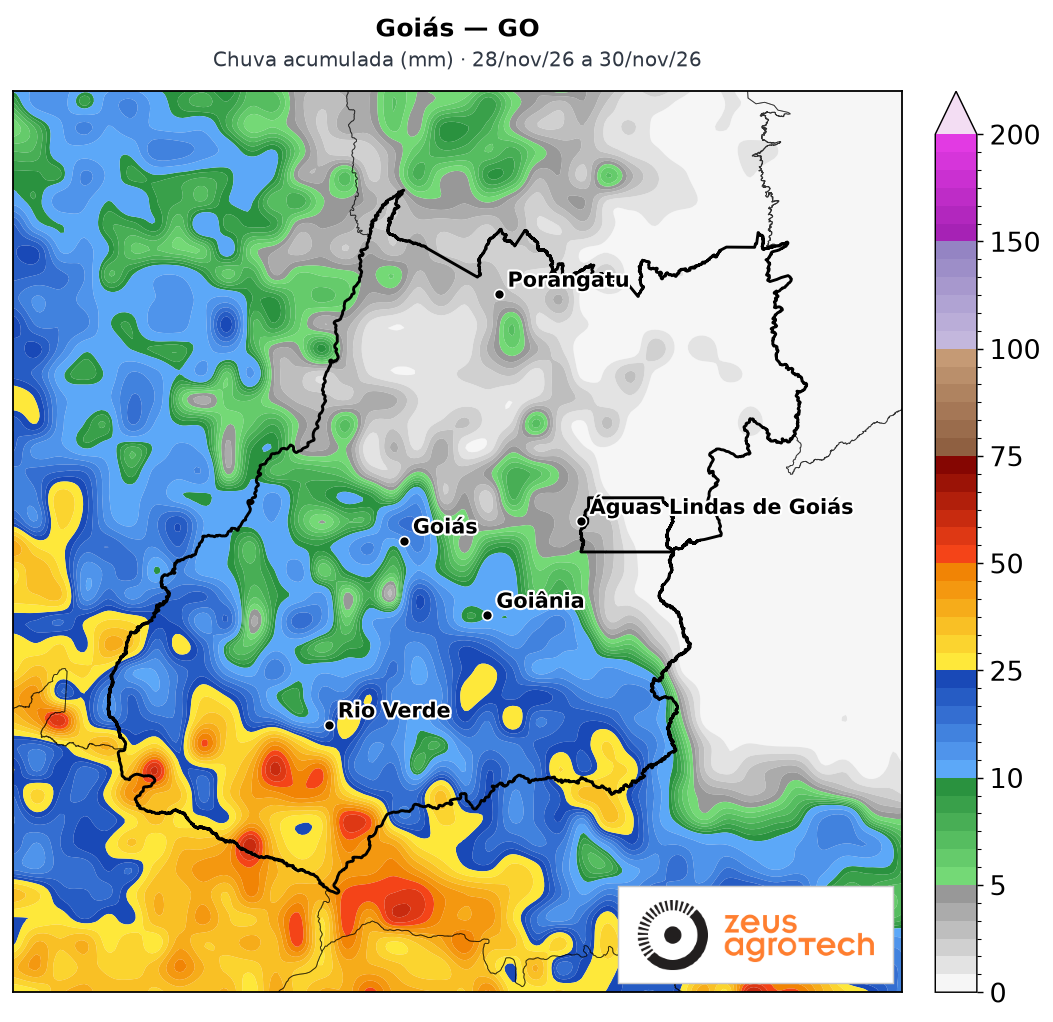 Goiás — GO
Chuva acumulada (mm) · 28/nov/26 a 30/nov/26
200
150
100
75
50
25
10
5
0
Porangatu
Águas Lindas de Goiás
Goiás
Goiânia
Rio Verde
zeus
agrotech